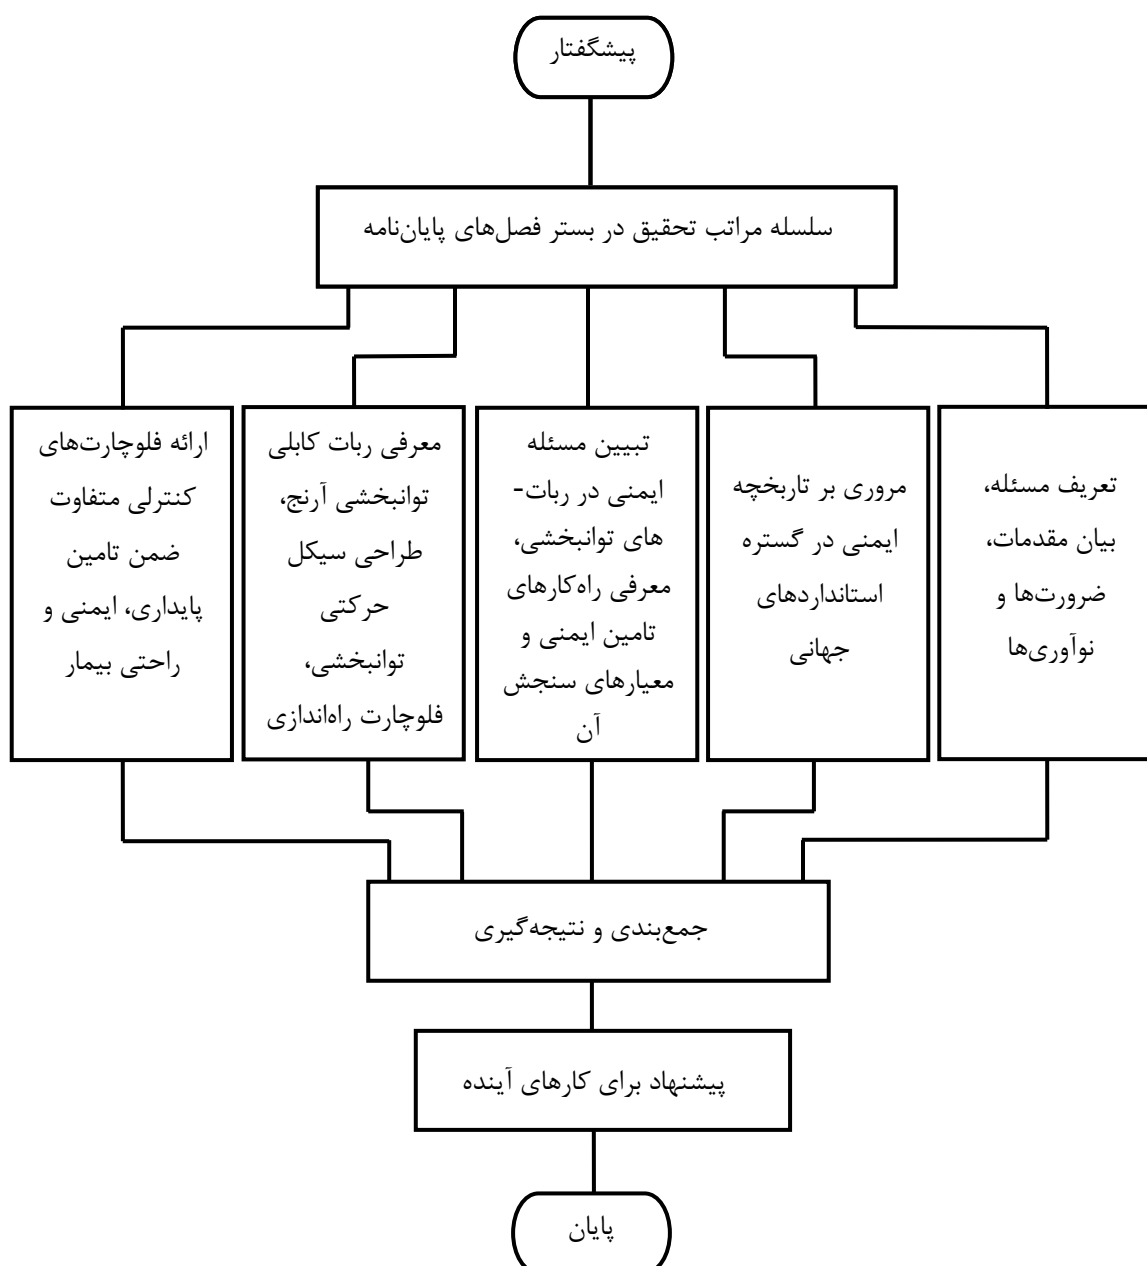 پیشگفتار
سلسله مراتب تحقیق در بستر فصل‌های پایان‌نامه
تعریف مسئله،
بیان مقدمات،
ضرورت‌ها و
نوآوری‌ها
مروری بر تاریخچه
ایمنی در گستره
استانداردهای
جهانی
تبیین مسئله
ایمنی در ربات-
های توانبخشی،
معرفی راه‌کارهای
تامین ایمنی و
معیارهای سنجش
آن
معرفی ربات کابلی
توانبخشی آرنج،
طراحی سیکل
حرکتی
توانبخشی،
فلوچارت راه‌اندازی
ارائه فلوچارت‌های
کنترلی متفاوت
ضمن تامین
پایداری، ایمنی و
راحتی بیمار
جمع‌بندی و نتیجه‌گیری
پیشنهاد برای کارهای آینده
پایان